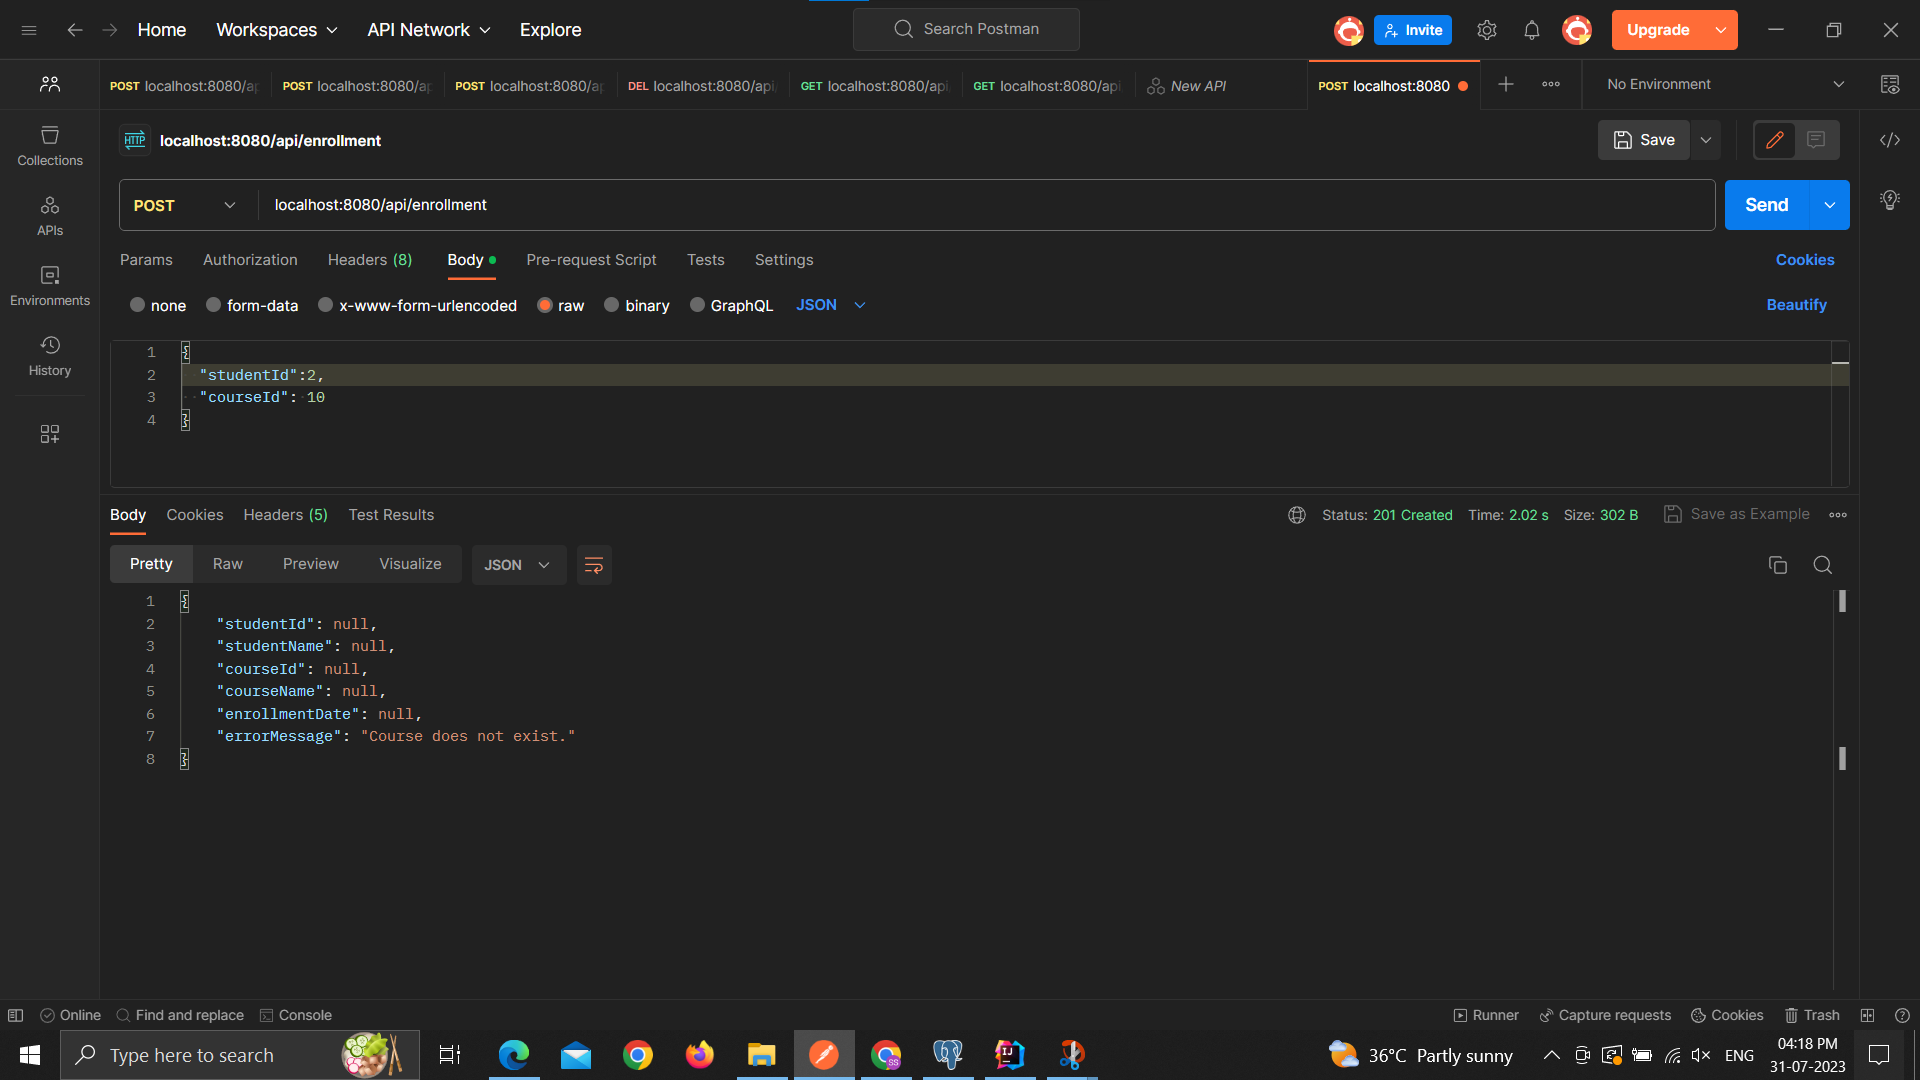 Home Workspaces API Network Explore Search Postman Invite Upgrade
POST localhost:8080/ap POST localhost:8080/ap POST localhost:8080/ap DEL localhost:8080/api/ GET localhost:8080/api, GET localhost:8080/api New API POST localhost:8080 No Environment
HTTP localhost:8080/api/enrollment Save
Collections
APIs
Environments
History
POST localhost:8080/api/enrollment Send
Params Authorization Headers (8) Body Pre-request Script Tests Settings Cookies
none form-data x-www-form-urlencoded raw binary GraphQL JSON Beautify
1 {
2 "studentId":2,
3 "courseId": 10
4 }
Body Cookies Headers (5) Test Results Status: 201 Created Time: 2.02 s Size: 302 B Save as Example
Pretty Raw Preview Visualize JSON
1 {
2 "studentId": null,
3 "studentName": null,
4 "courseId": null,
5 "courseName": null,
6 "enrollmentDate": null,
7 "errorMessage": "Course does not exist."
8 }
Online Find and replace Console Runner Capture requests Cookies Trash
Type here to search 36°C Partly sunny ENG 04:18 PM
31-07-2023